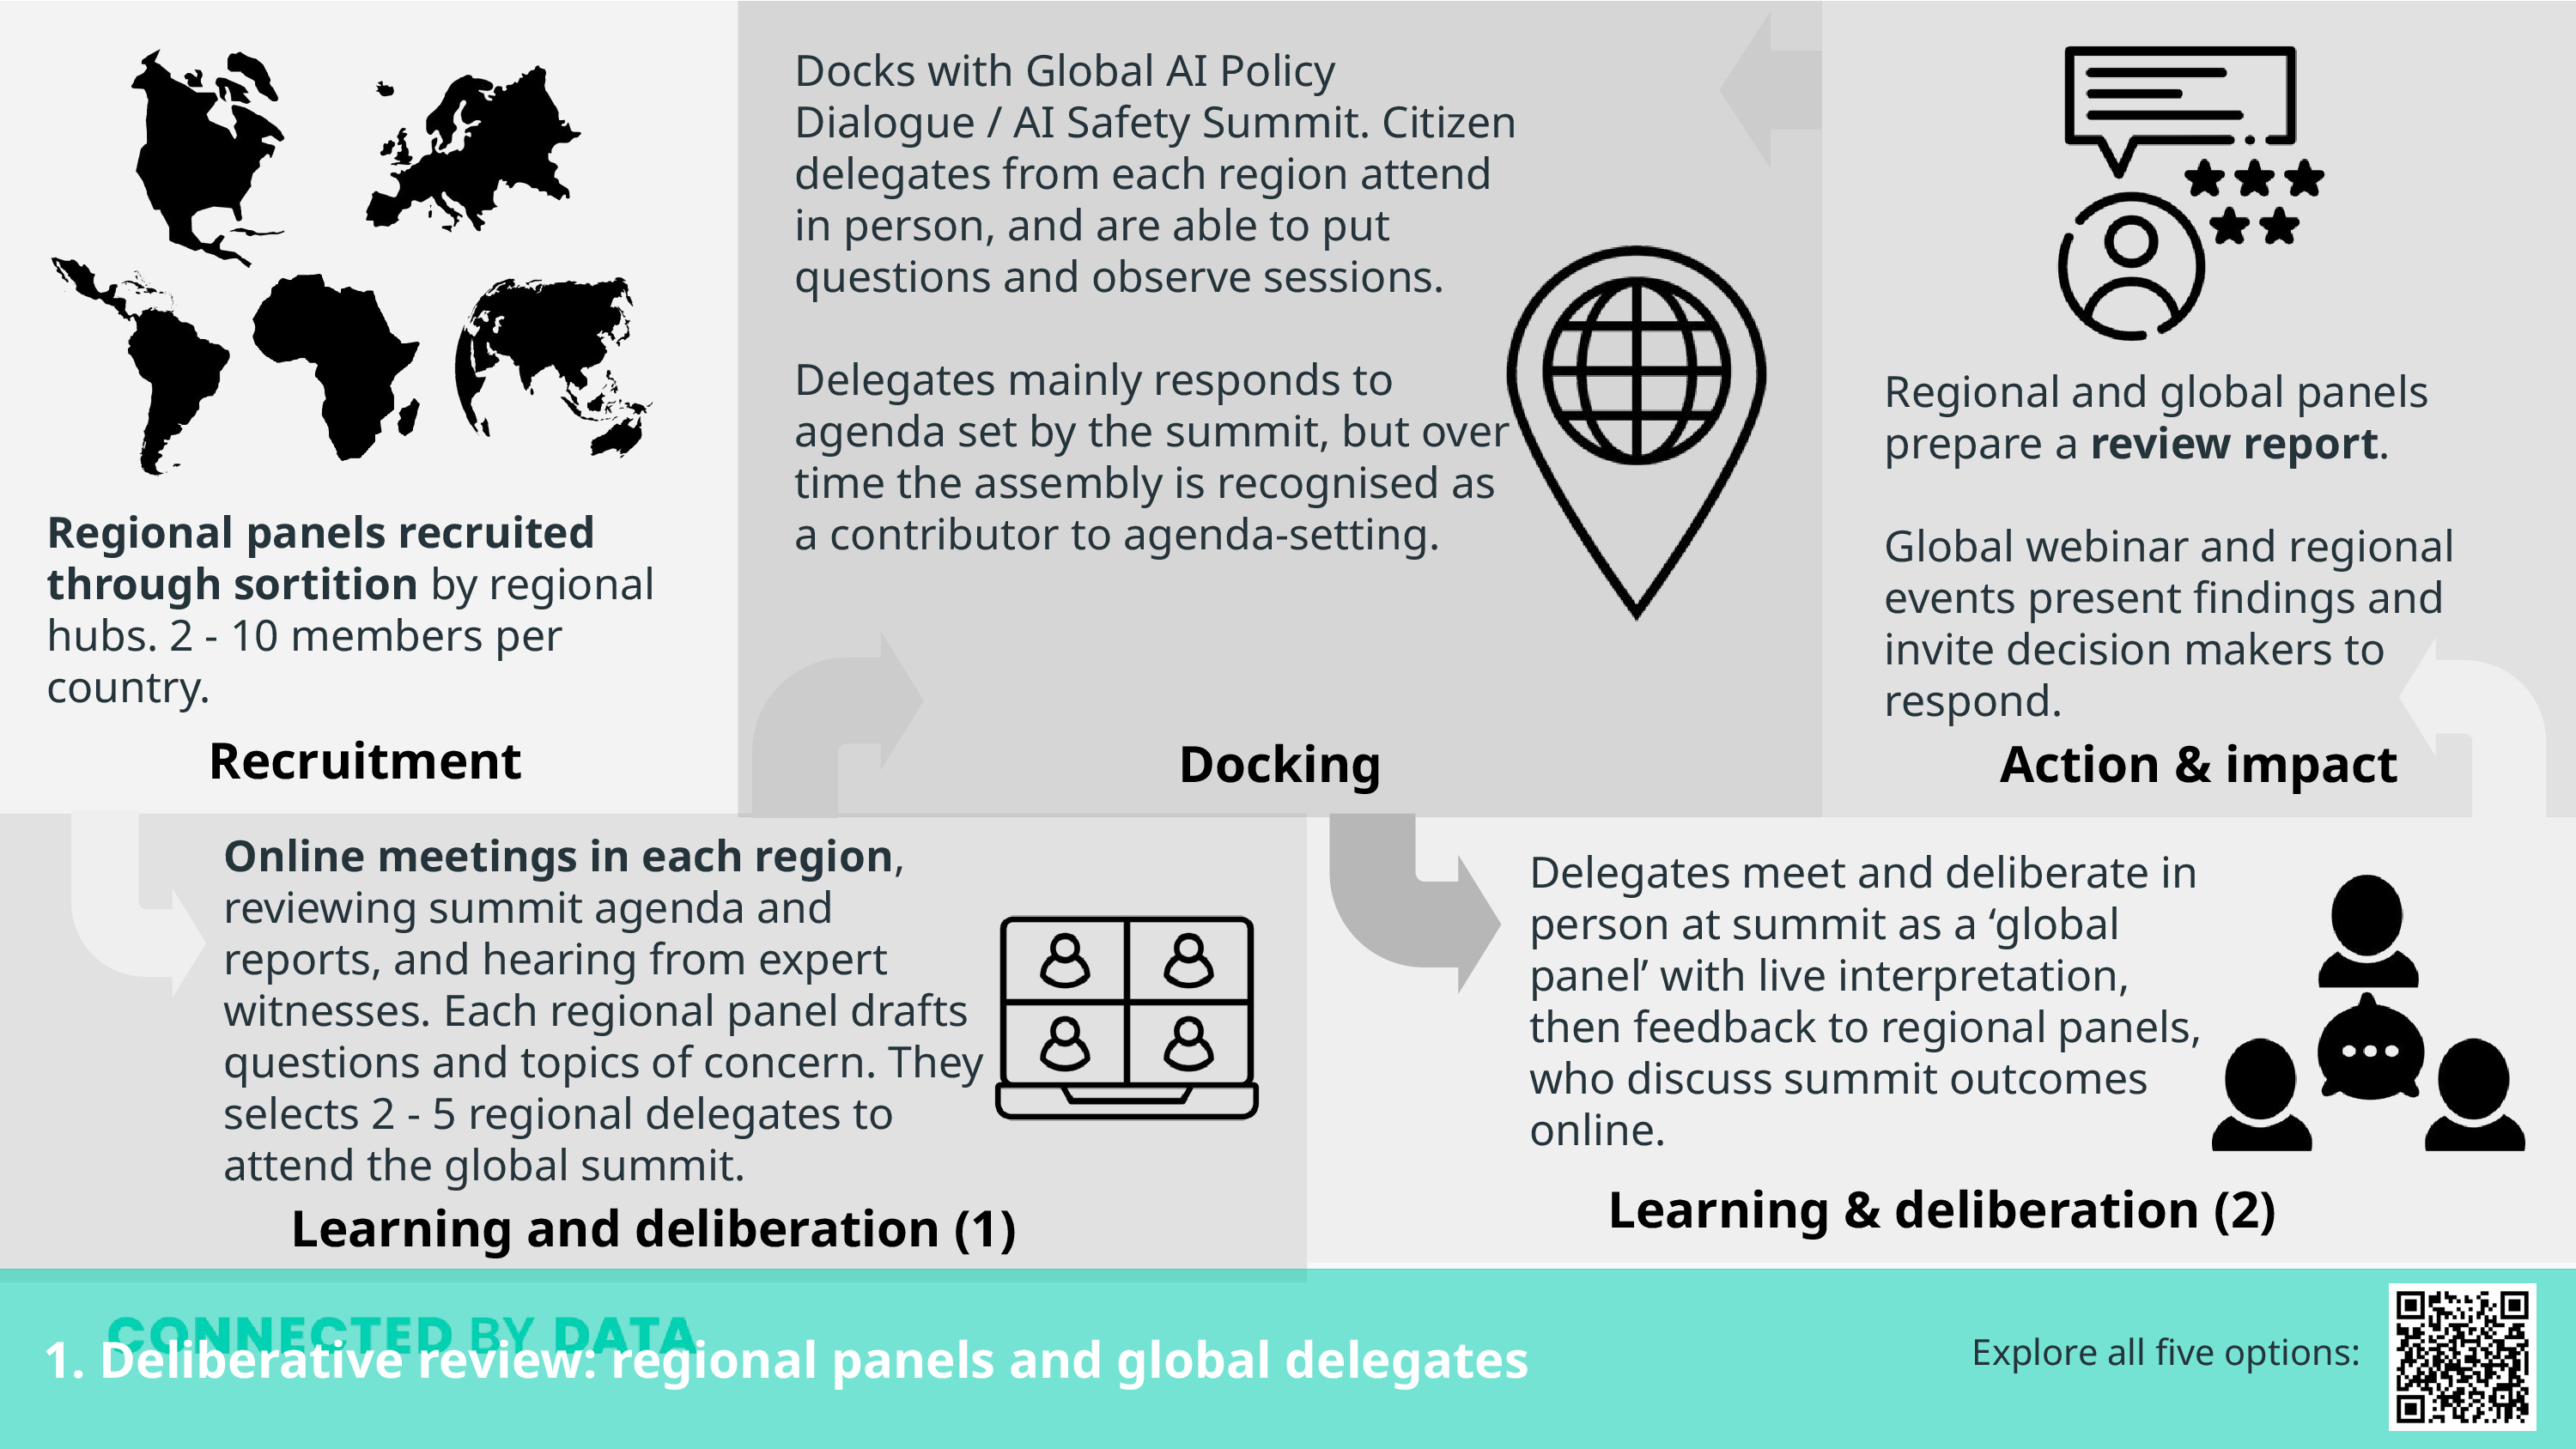 Regional panels recruited
through sortition by regional
hubs. 2 - 10 members per
country.
Recruitment
Docks with Global AI Policy
Dialogue / AI Safety Summit. Citizen
delegates from each region attend
in person, and are able to put
questions and observe sessions.
Delegates mainly responds to
agenda set by the summit, but over
time the assembly is recognised as
a contributor to agenda-setting.
Docking
Regional and global panels
prepare a review report.
Global webinar and regional
events present findings and
invite decision makers to
respond.
Action & impact
Online meetings in each region,
reviewing summit agenda and
reports, and hearing from expert
witnesses. Each regional panel drafts
questions and topics of concern. They
selects 2 - 5 regional delegates to
attend the global summit.
Learning and deliberation (1)
Delegates meet and deliberate in
person at summit as a ‘global
panel’ with live interpretation,
then feedback to regional panels,
who discuss summit outcomes
online.
Learning & deliberation (2)
CONNECTED BY DATA
1. Deliberative review: regional panels and global delegates
Explore all five options: